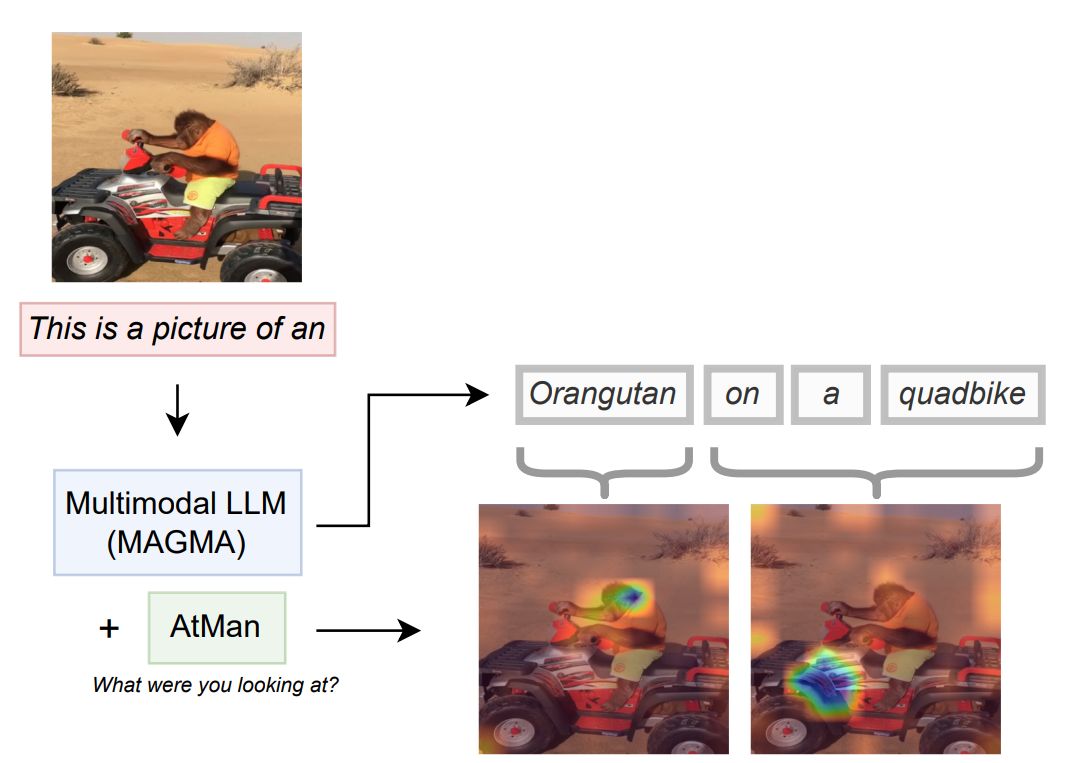 This is a picture of an
Multimodal LLM
(MAGMA)
+ AtMan
What were you looking at?
Orangutan on a quadbike